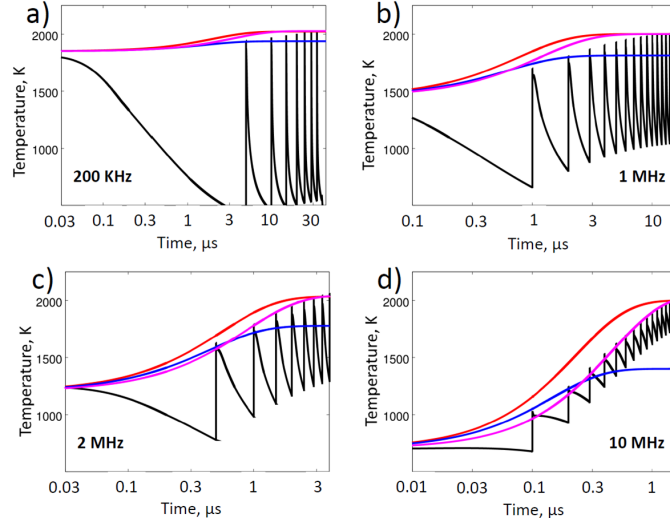 a)
Temperature, K
2000
1500
1000
200 KHz
0.03 0.1 0.3 1 3 10 30
Time, μs
b)
Temperature, K
2000
1500
1000
1 MHz
0.1 0.3 1 3 10
Time, μs
c)
Temperature, K
2000
1500
1000
2 MHz
0.03 0.1 0.3 1 3
Time, μs
d)
Temperature, K
2000
1500
1000
10 MHz
0.01 0.03 0.1 0.3 1
Time, μs